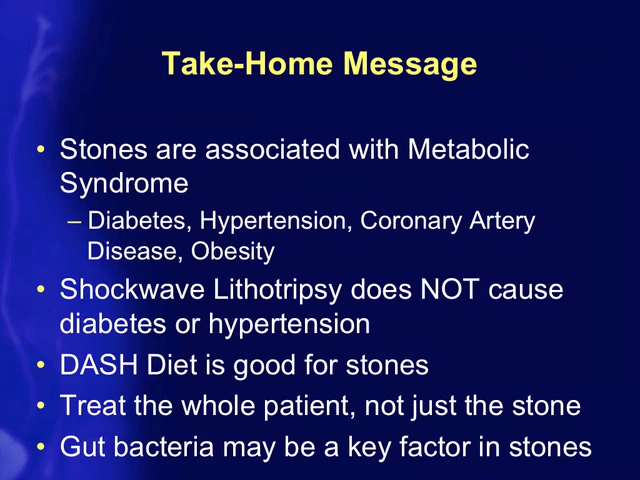 Take-Home Message
• Stones are associated with Metabolic
Syndrome
– Diabetes, Hypertension, Coronary Artery
Disease, Obesity
• Shockwave Lithotripsy does NOT cause
diabetes or hypertension
• DASH Diet is good for stones
• Treat the whole patient, not just the stone
• Gut bacteria may be a key factor in stones